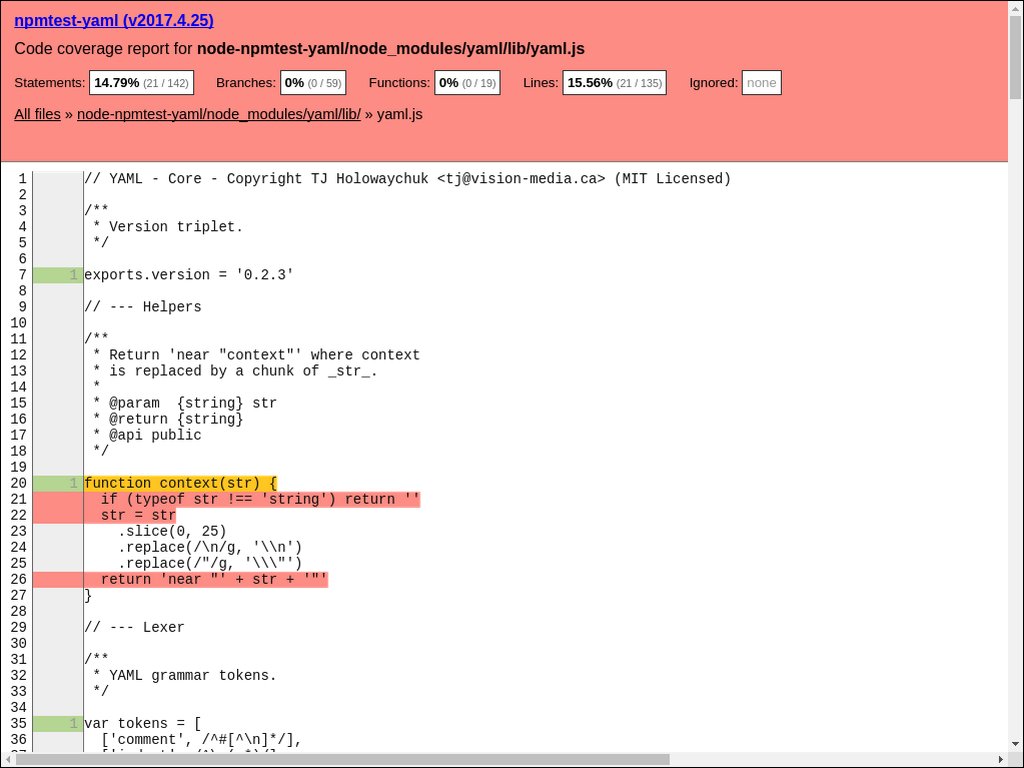 npmtest-yaml (v2017.4.25)
Code coverage report for node-npmtest-yaml/node_modules/yaml/lib/yaml.js
Statements: 14.79% (21 / 142) Branches: 0% (0 / 59) Functions: 0% (0 / 19) Lines: 15.56% (21 / 135) Ignored: none
All files » node-npmtest-yaml/node_modules/yaml/lib/ » yaml.js
1 // YAML - Core - Copyright TJ Holowaychuk <tj@vision-media.ca> (MIT Licensed)
2
3 /**
4  * Version triplet.
5  */
6
7 1 exports.version = '0.2.3'
8
9 // --- Helpers
10
11 /**
12  * Return 'near "context"' where context
13  * is replaced by a chunk of _str_.
14  *
15  * @param  {string} str
16  * @return {string}
17  * @api public
18  */
19
20 1 function context(str) {
21   if (typeof str !== 'string') return ''
22   str = str
23     .slice(0, 25)
24     .replace(/\n/g, '\\n')
25     .replace(/"/g, '\\\"')
26   return 'near "' + str + '"'
27 }
28
29 // --- Lexer
30
31 /**
32  * YAML grammar tokens.
33  */
34
35 1 var tokens = [
36   ['comment', /^#[^\n]*/],